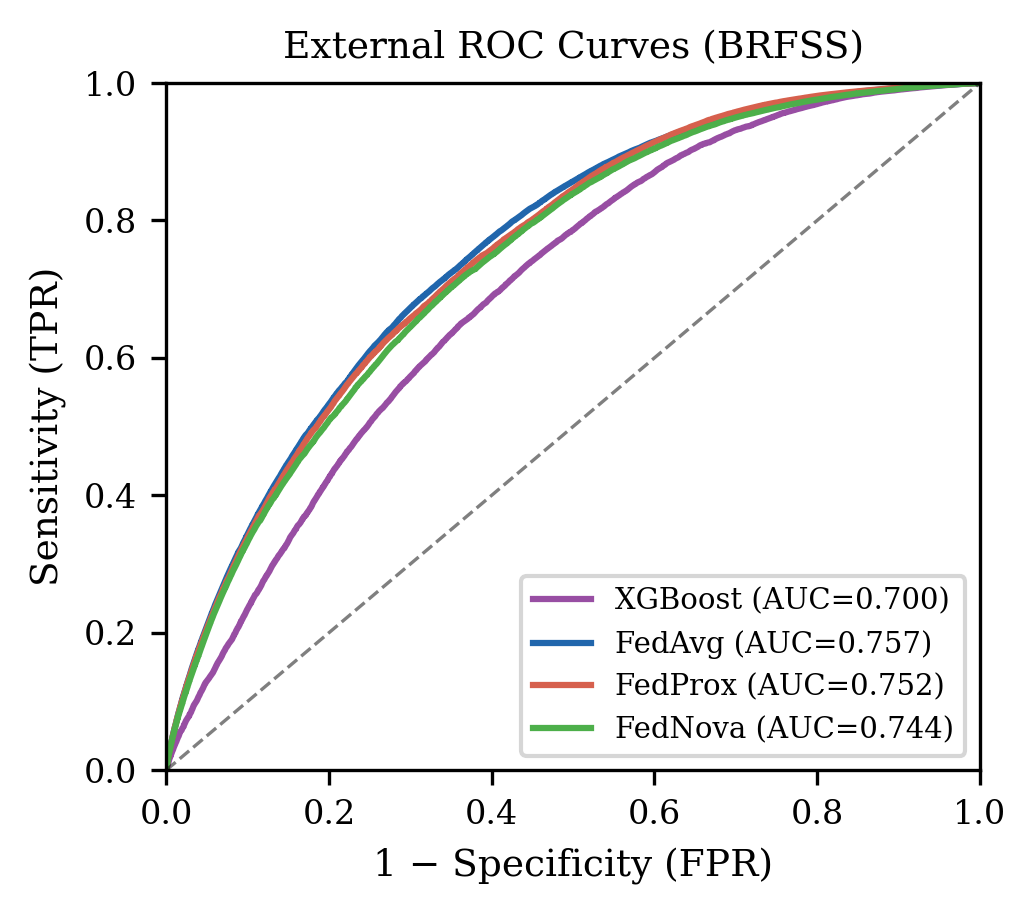 External ROC Curves (BRFSS)
Sensitivity (TPR)
1.0
0.8
0.6
0.4
0.2
0.0
0.0 0.2 0.4 0.6 0.8 1.0
1 − Specificity (FPR)
XGBoost (AUC=0.700)
FedAvg (AUC=0.757)
FedProx (AUC=0.752)
FedNova (AUC=0.744)